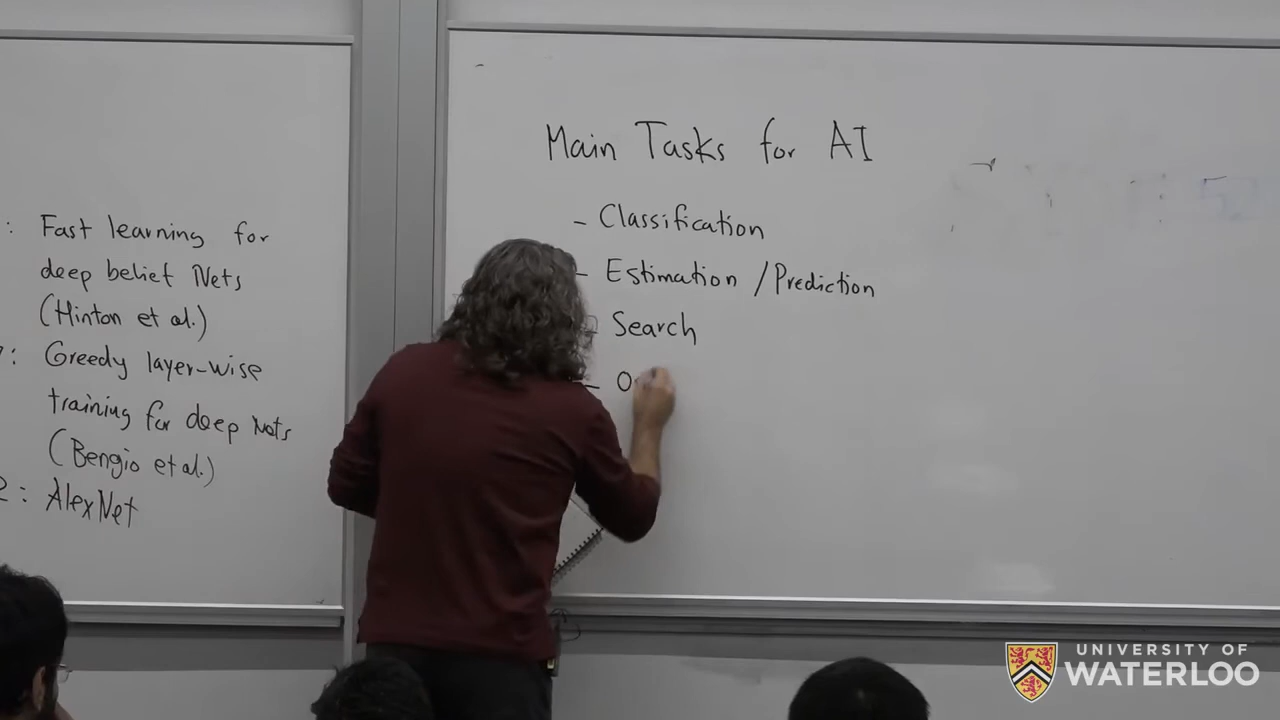 : Fast learning for
deep belief Nets
(Hinton et al.)
: Greedy layer-wise
training for deep Nets
(Bengio et al.)
2: AlexNet
Main Tasks for AI
- Classification
- Estimation / Prediction
- Search
- O
UNIVERSITY OF
WATERLOO